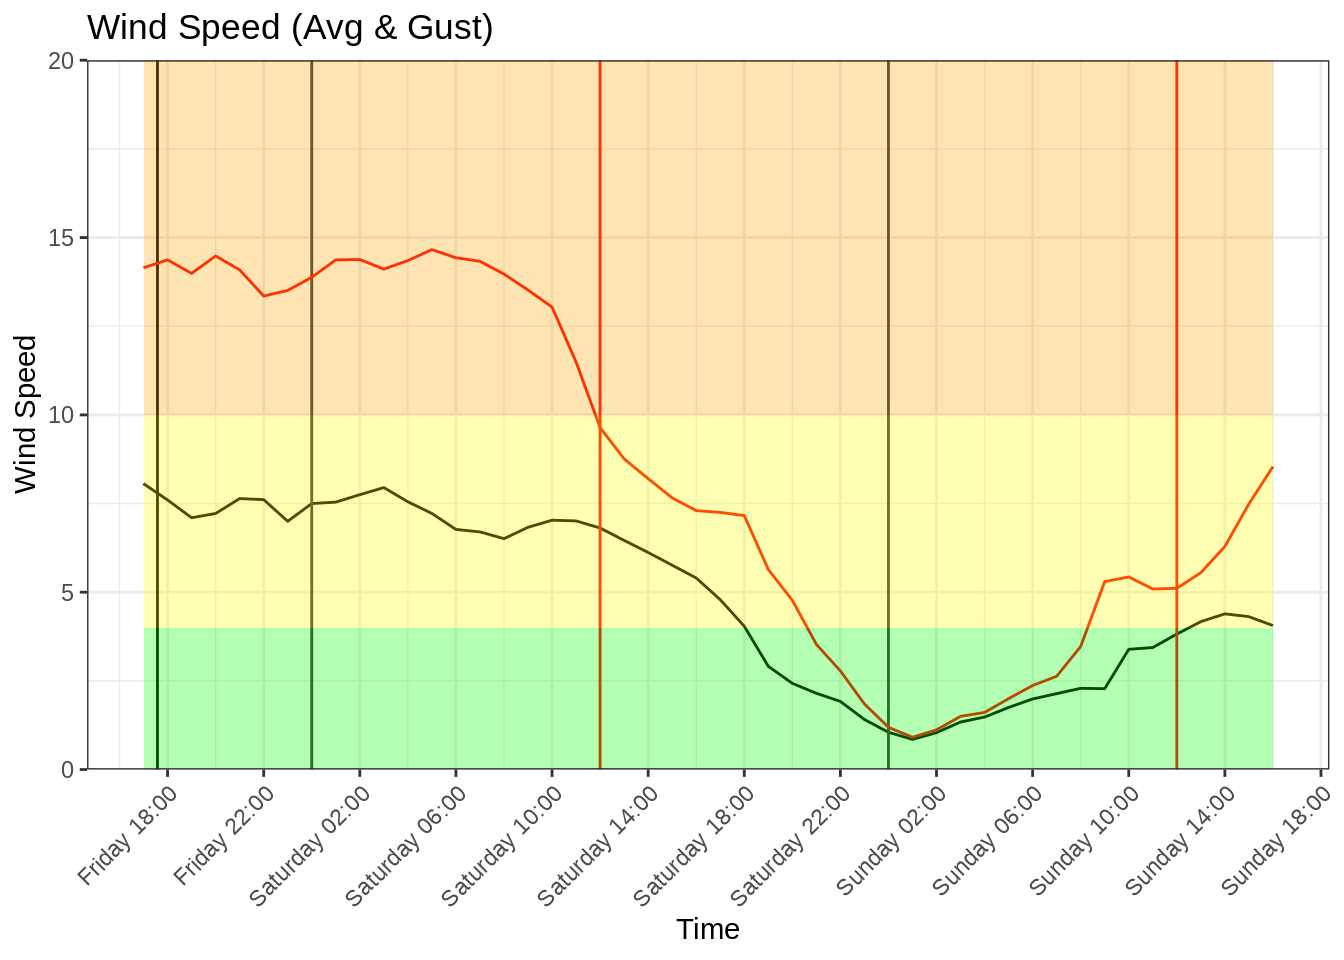 Wind Speed (Avg & Gust)
20
15
10
5
0
Wind Speed
Friday 18:00
Friday 22:00
Saturday 02:00
Saturday 06:00
Saturday 10:00
Saturday 14:00
Saturday 18:00
Saturday 22:00
Sunday 02:00
Sunday 06:00
Sunday 10:00
Sunday 14:00
Sunday 18:00
Time